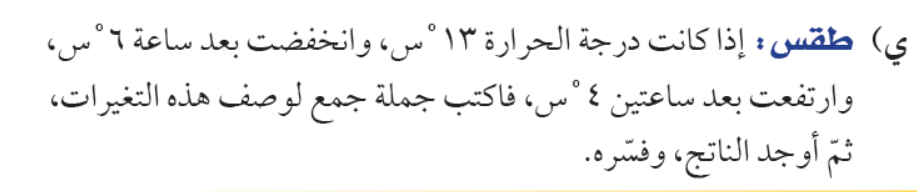 ي) طقس: إذا كانت درجة الحرارة ١٣ °س، وانخفضت بعد ساعة ٦ °س،
وارتفعت بعد ساعتين ٤ °س، فاكتب جملة جمع لوصف هذه التغيرات،
ثمّ أوجد الناتج، وفسّره.